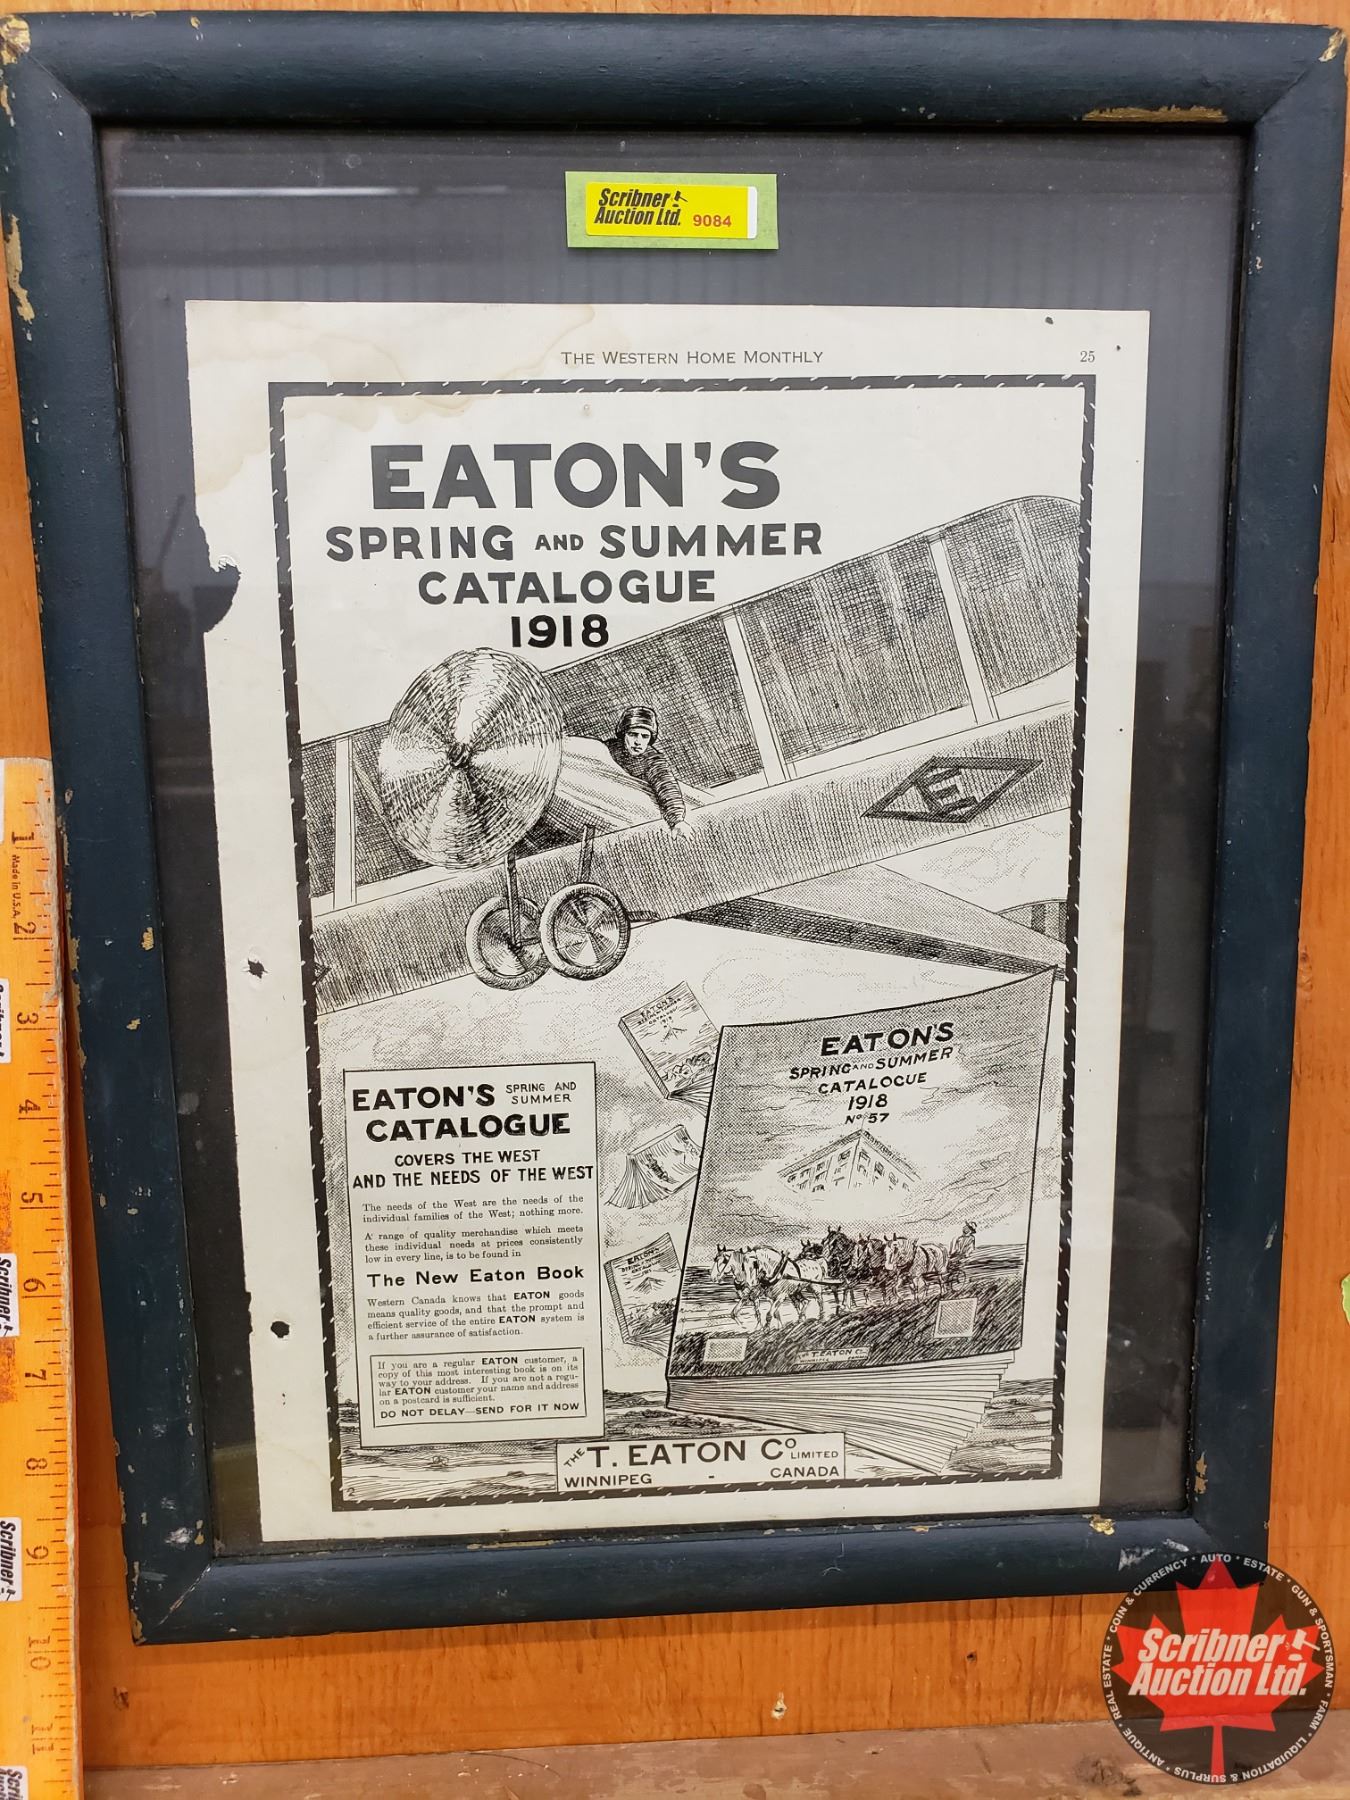 Scribner
Auction Ltd. 9084
THE WESTERN HOME MONTHLY 25
EATON'S
SPRING AND SUMMER
CATALOGUE
1918
E
EATON'S
SPRING AND SUMMER
CATALOGUE
1918
No 57
EATON'S SPRING AND SUMMER
CATALOGUE
COVERS THE WEST
AND THE NEEDS OF THE WEST
The needs of the West are the needs of the
individual families of the West; nothing more.
A range of quality merchandise which meets
these individual needs at prices consistently
low in every line, is to be found in
The New Eaton Book
Western Canada knows that EATON goods
means quality goods, and that the prompt and
efficient service of the entire EATON system is
a further assurance of satisfaction.
If you are a regular EATON customer, a
copy of this most interesting book is on its
way to your address. If you are not a regu-
lar EATON customer your name and address
on a postcard is sufficient.
DO NOT DELAY—SEND FOR IT NOW
EATON'S
EATON'S
T. EATON Co
WINNIPEG
THE T. EATON Co LIMITED
WINNIPEG - CANADA
2
1
Made in U.S.A.
2
3
4
5
6
7
8
9
10
11
Scribner
Scribner
Scribner
Auction Ltd.
REAL ESTATE · COIN & CURRENCY · AUTO · ESTATE · GUN & SPORTSMAN · FARM · LIQUIDATION & SURPLUS · ANTIQUE